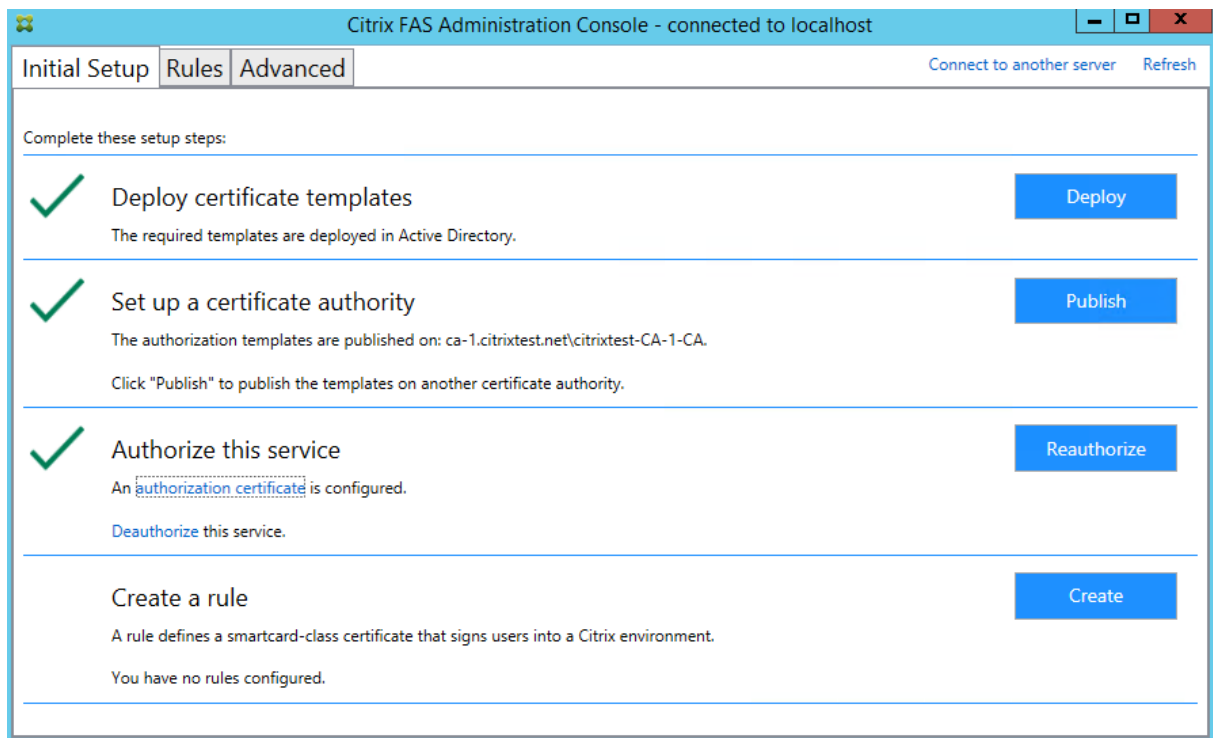 Citrix FAS Administration Console - connected to localhost
Initial Setup Rules Advanced Connect to another server Refresh
Complete these setup steps:
Deploy certificate templates Deploy
The required templates are deployed in Active Directory.
Set up a certificate authority Publish
The authorization templates are published on: ca-1.citrixtest.net\citrixtest-CA-1-CA.
Click "Publish" to publish the templates on another certificate authority.
Authorize this service Reauthorize
An authorization certificate is configured.
Deauthorize this service.
Create a rule Create
A rule defines a smartcard-class certificate that signs users into a Citrix environment.
You have no rules configured.